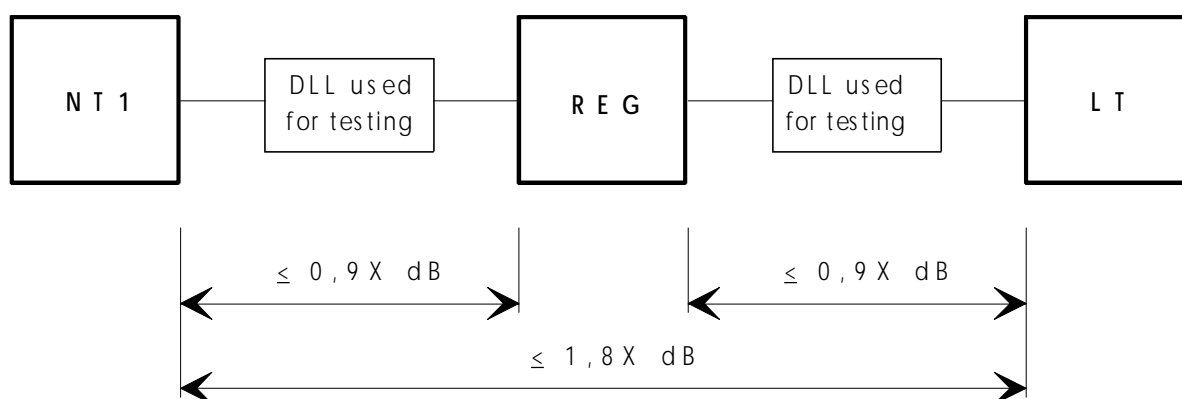 NT1
DLL used
for testing
REG
DLL used
for testing
LT
≤ 0,9X dB
≤ 0,9X dB
≤ 1,8X dB